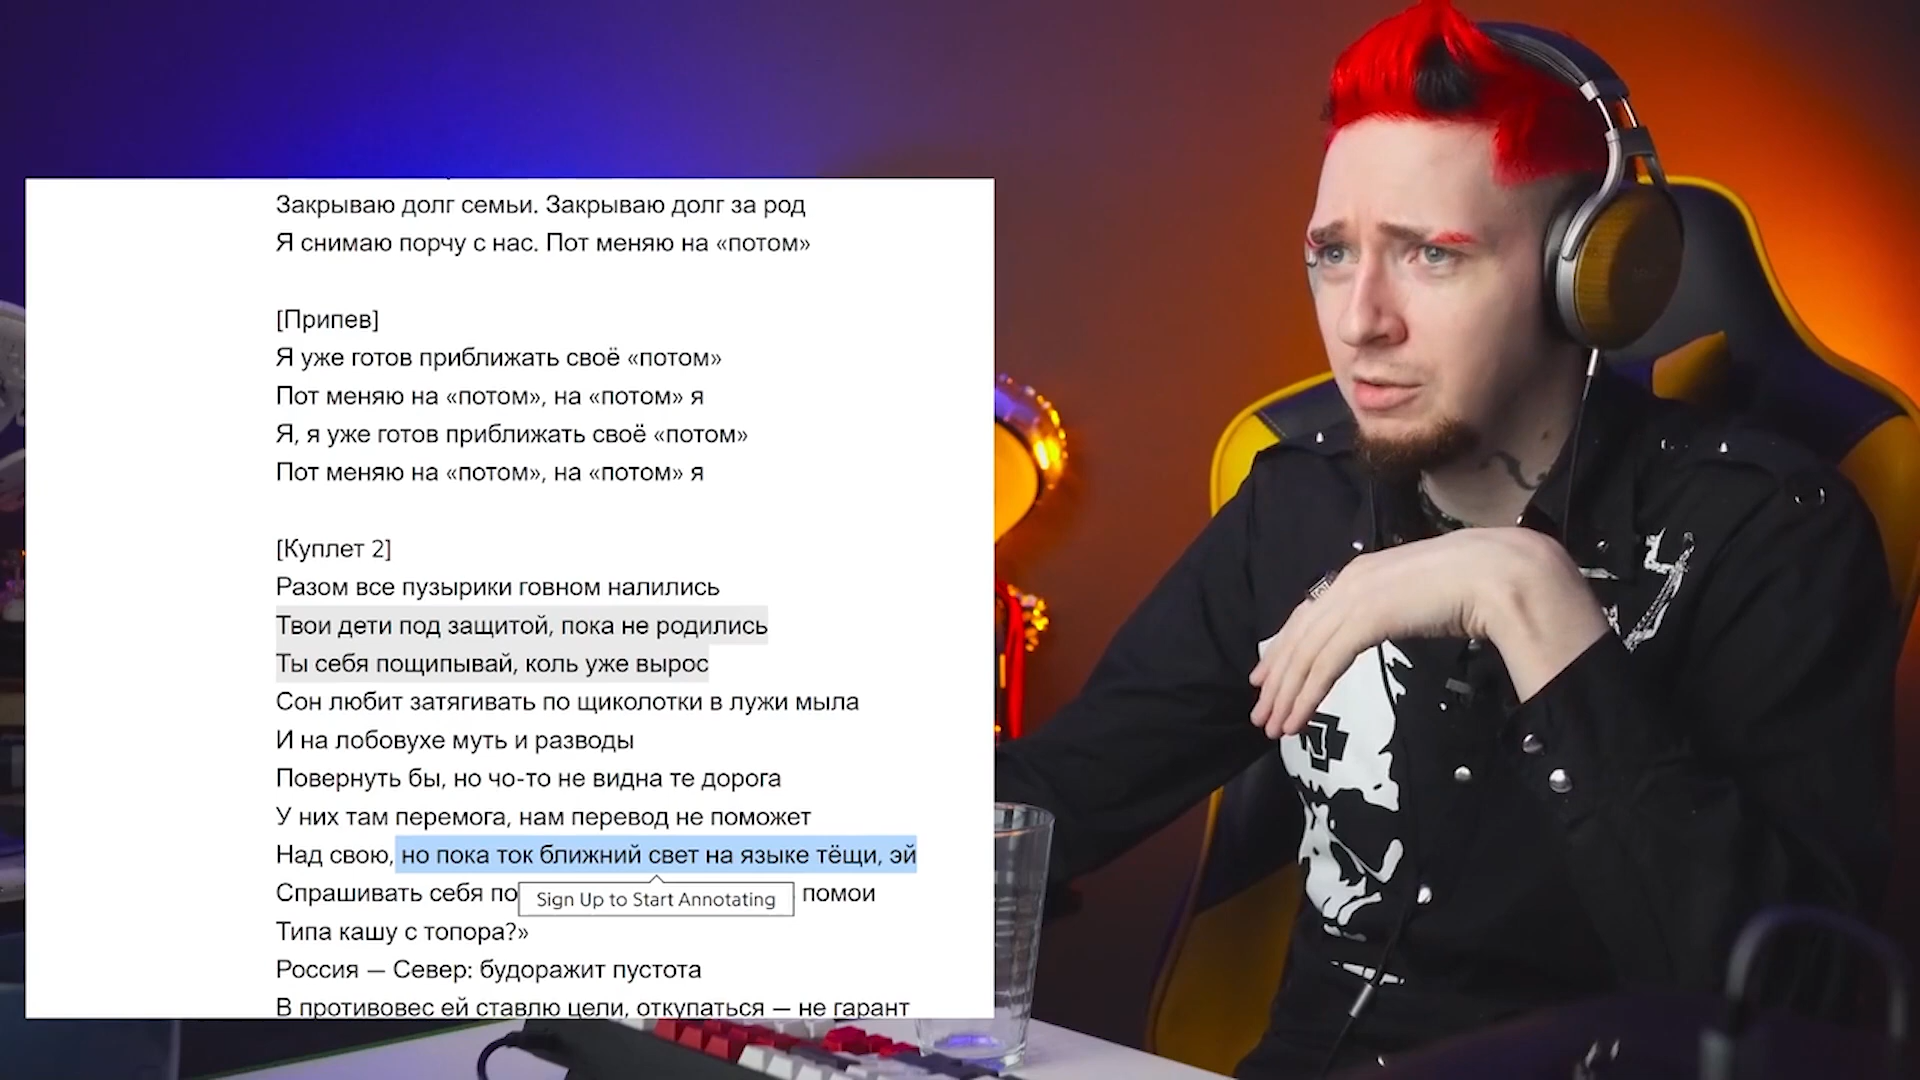 Закрываю долг семьи. Закрываю долг за род
Я снимаю порчу с нас. Пот меняю на «потом»
[Припев]
Я уже готов приближать своё «потом»
Пот меняю на «потом», на «потом» я
Я, я уже готов приближать своё «потом»
Пот меняю на «потом», на «потом» я
[Куплет 2]
Разом все пузырики говном налились
Твои дети под защитой, пока не родились
Ты себя пощипывай, коль уже вырос
Сон любит затягивать по щиколотки в лужи мыла
И на лобовухе муть и разводы
Повернуть бы, но чо-то не видна те дорога
У них там перемога, нам перевод не поможет
Над свою, но пока ток ближний свет на языке тёщи, эй
Спрашивать себя по помои
Sign Up to Start Annotating
Типа кашу с топора?»
Россия — Север: будоражит пустота
В противовес ей ставлю цели, откупаться — не гарант